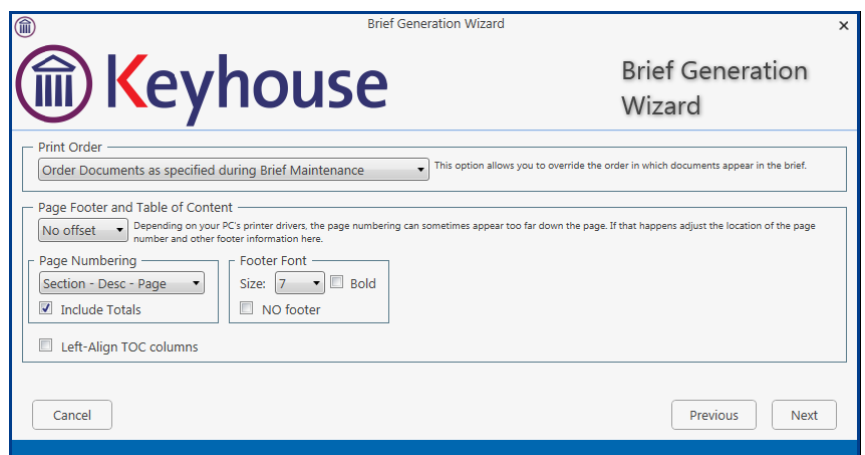 Brief Generation Wizard
Keyhouse
Brief Generation
Wizard
Print Order
Order Documents as specified during Brief Maintenance
This option allows you to override the order in which documents appear in the brief.
Page Footer and Table of Content
No offset
Depending on your PC's printer drivers, the page numbering can sometimes appear too far down the page. If that happens adjust the location of the page
number and other footer information here.
Page Numbering
Section - Desc - Page
Include Totals
Footer Font
Size: 7 Bold
NO footer
Left-Align TOC columns
Cancel
Previous
Next